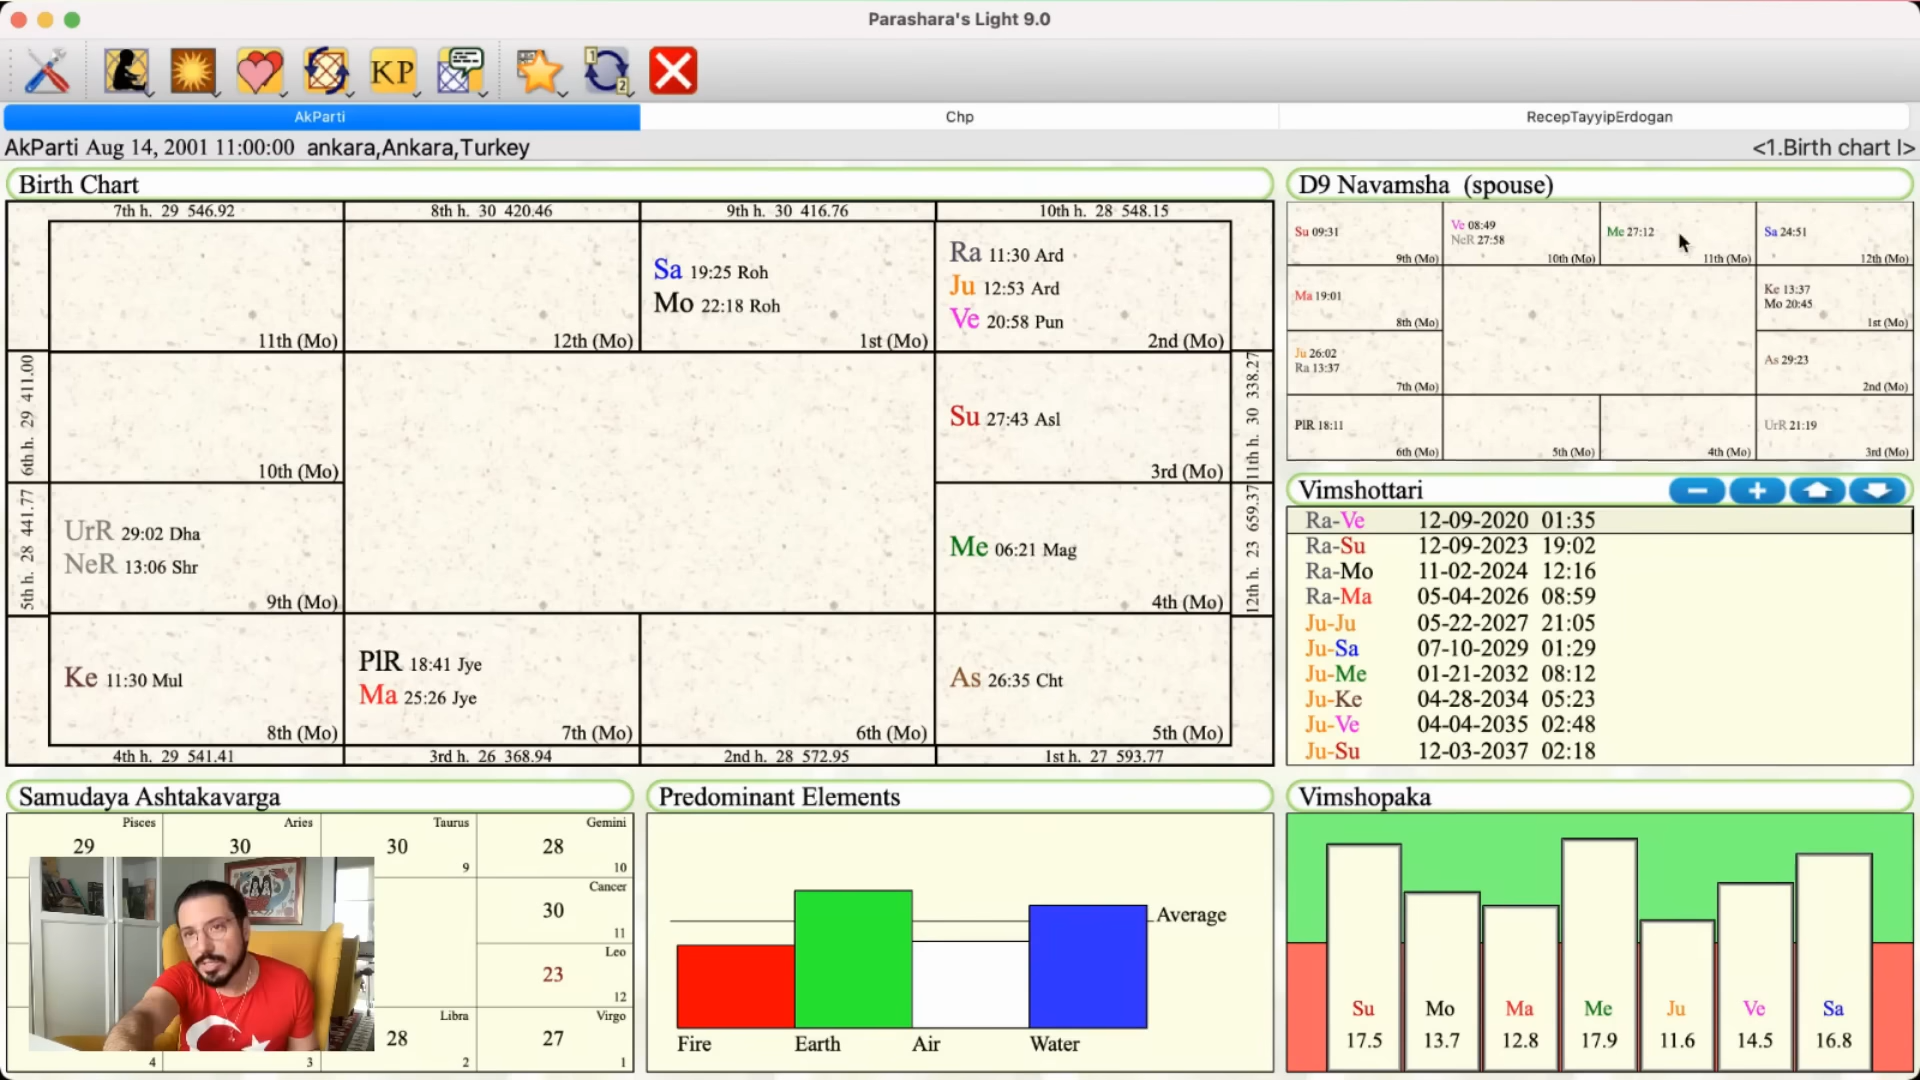 Parashara's Light 9.0
KP
1
2
AkParti
Chp
RecepTayyipErdogan
AkParti Aug 14, 2001 11:00:00 ankara,Ankara,Turkey
<1.Birth chart I>
Birth Chart
7th h. 29 546.92
8th h. 30 420.46
9th h. 30 416.76
10th h. 28 548.15
11th (Mo)
12th (Mo)
Sa 19:25 Roh
Mo 22:18 Roh
1st (Mo)
Ra 11:30 Ard
Ju 12:53 Ard
Ve 20:58 Pun
2nd (Mo)
6th h. 29 411.00
10th (Mo)
Su 27:43 Asl
3rd (Mo)
11th h. 30 338.27
5th h. 28 441.77
UrR 29:02 Dha
NeR 13:06 Shr
9th (Mo)
Me 06:21 Mag
4th (Mo)
12th h. 23 659.37
Ke 11:30 Mul
8th (Mo)
PlR 18:41 Jye
Ma 25:26 Jye
7th (Mo)
6th (Mo)
As 26:35 Cht
5th (Mo)
4th h. 29 541.41
3rd h. 26 368.94
2nd h. 28 572.95
1st h. 27 593.77
D9 Navamsha (spouse)
Su 09:31
9th (Mo)
Ve 08:49
NeR 27:58
10th (Mo)
Me 27:12
11th (Mo)
Sa 24:51
12th (Mo)
Ma 19:01
8th (Mo)
Ke 13:37
Mo 20:45
1st (Mo)
Ju 26:02
Ra 13:37
7th (Mo)
As 29:23
2nd (Mo)
PlR 18:11
6th (Mo)
5th (Mo)
4th (Mo)
UrR 21:19
3rd (Mo)
Vimshottari
Ra-Ve 12-09-2020 01:35
Ra-Su 12-09-2023 19:02
Ra-Mo 11-02-2024 12:16
Ra-Ma 05-04-2026 08:59
Ju-Ju 05-22-2027 21:05
Ju-Sa 07-10-2029 01:29
Ju-Me 01-21-2032 08:12
Ju-Ke 04-28-2034 05:23
Ju-Ve 04-04-2035 02:48
Ju-Su 12-03-2037 02:18
Samudaya Ashtakavarga
Pisces
29
Aries
30
Taurus
30
9
Gemini
28
10
Cancer
30
11
Leo
23
12
4
3
Libra
28
2
Virgo
27
1
Predominant Elements
Average
Fire
Earth
Air
Water
Vimshopaka
Su
17.5
Mo
13.7
Ma
12.8
Me
17.9
Ju
11.6
Ve
14.5
Sa
16.8